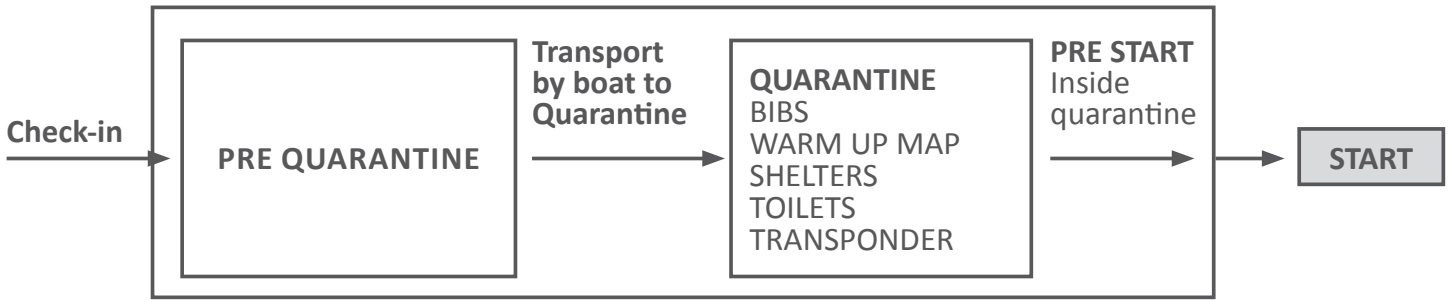 Check-in
PRE QUARANTINE
Transport
by boat to
Quarantine
QUARANTINE
BIBS
WARM UP MAP
SHELTERS
TOILETS
TRANSPONDER
PRE START
Inside
quarantine
START